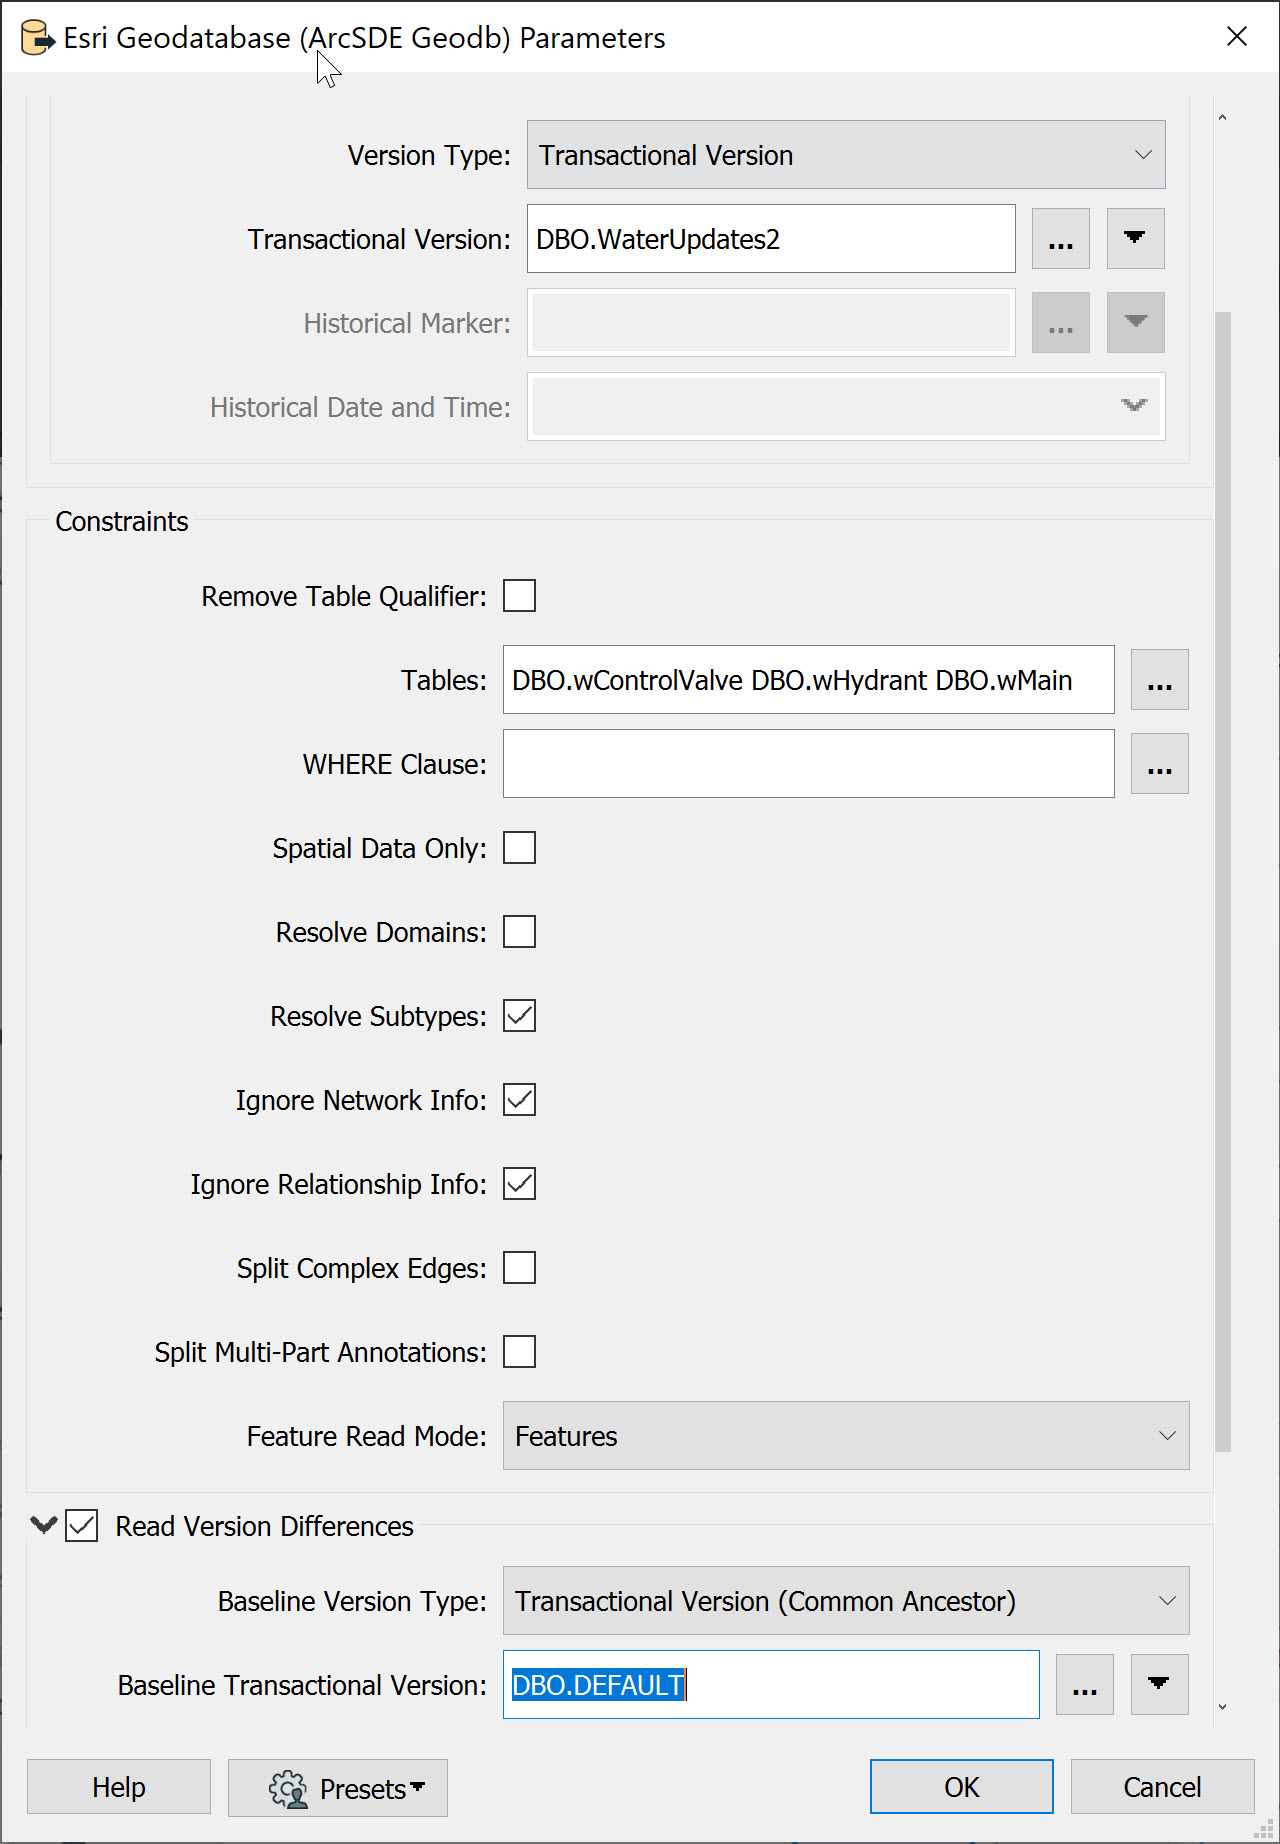 Esri Geodatabase (ArcSDE Geodb) Parameters
Version Type: Transactional Version
Transactional Version: DBO.WaterUpdates2 ...
Historical Marker: ...
Historical Date and Time:
Constraints
Remove Table Qualifier:
Tables: DBO.wControlValve DBO.wHydrant DBO.wMain ...
WHERE Clause: ...
Spatial Data Only:
Resolve Domains:
Resolve Subtypes:
Ignore Network Info:
Ignore Relationship Info:
Split Complex Edges:
Split Multi-Part Annotations:
Feature Read Mode: Features
Read Version Differences
Baseline Version Type: Transactional Version (Common Ancestor)
Baseline Transactional Version: DBO.DEFAULT ...
Help Presets OK Cancel